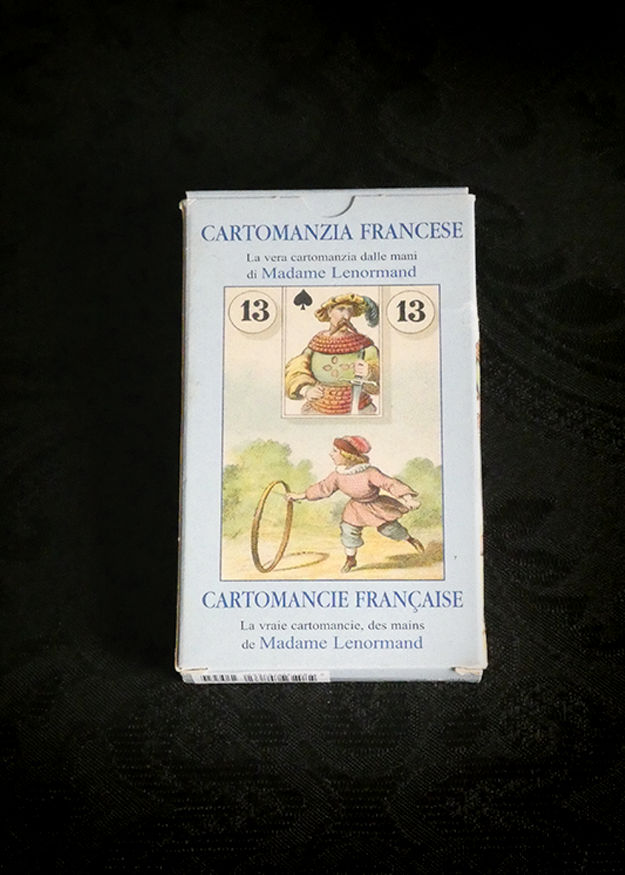 CARTOMANZIA FRANCESE
La vera cartomanzia dalle mani
di Madame Lenormand
13 13
CARTOMANCIE FRANÇAISE
La vraie cartomancie, des mains
de Madame Lenormand